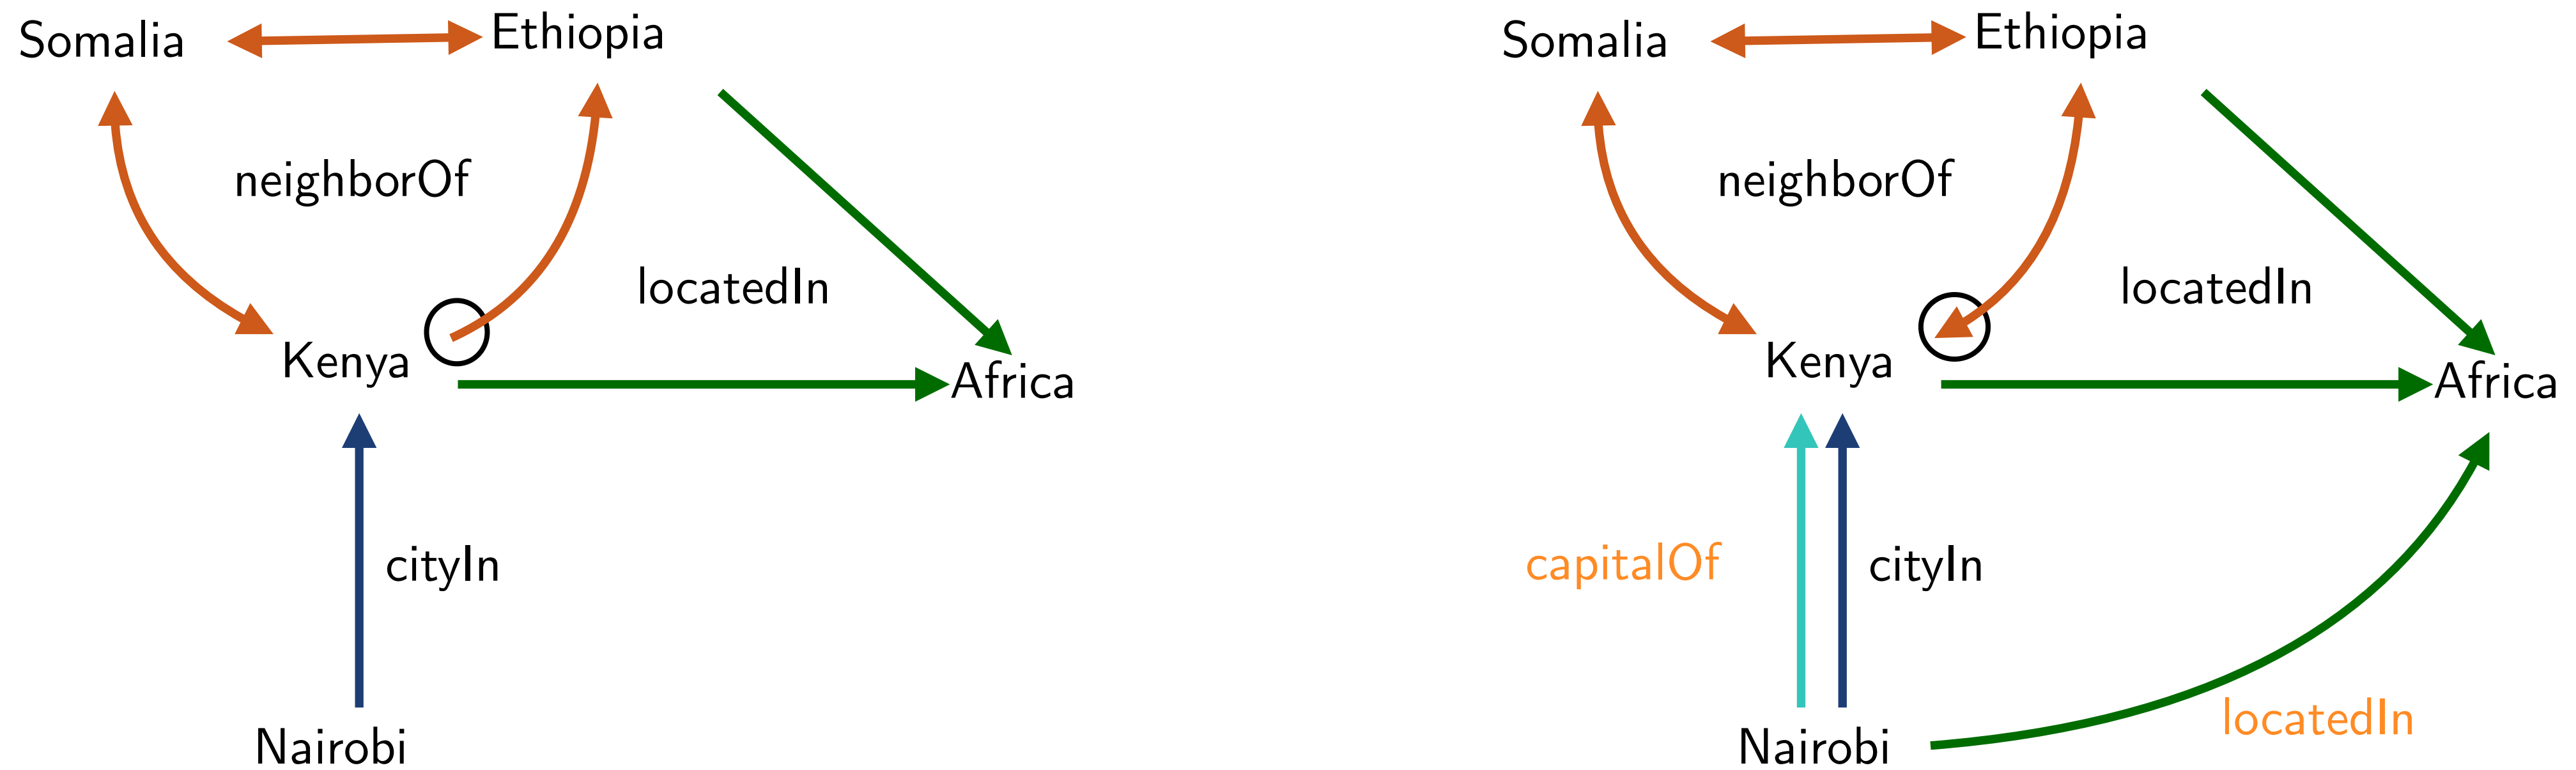 Somalia
Ethiopia
neighborOf
locatedIn
Kenya
Africa
cityIn
Nairobi
Somalia
Ethiopia
neighborOf
locatedIn
Kenya
Africa
capitalOf
cityIn
locatedIn
Nairobi